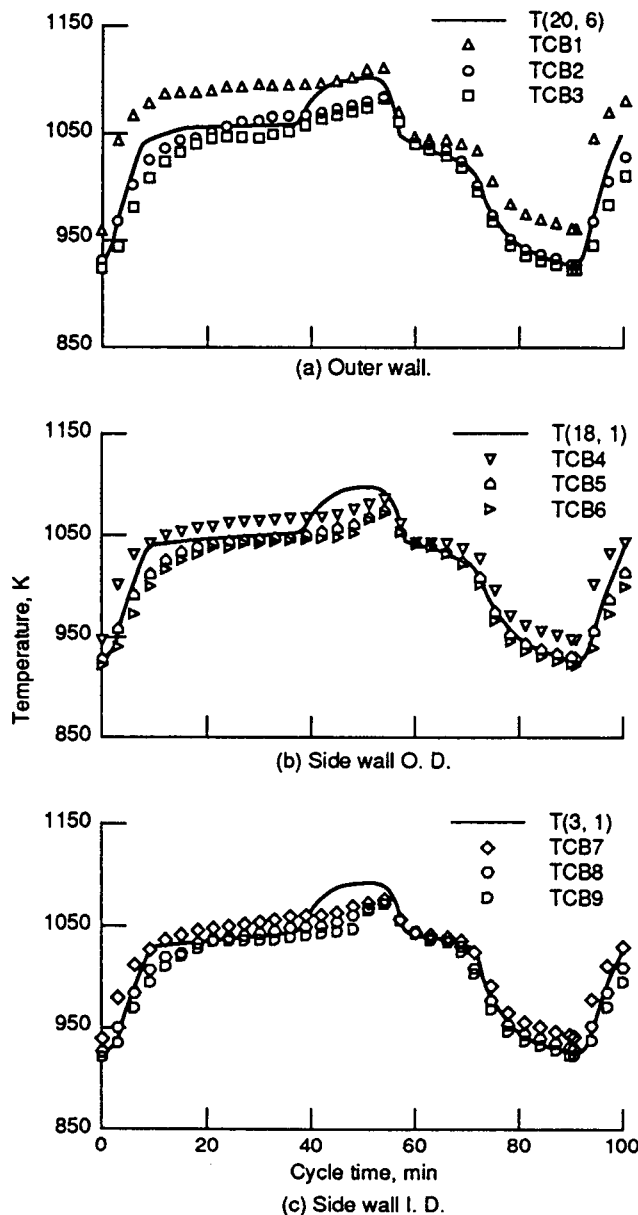 1150
1050
950
850
T(20, 6)
TCB1
TCB2
TCB3
(a) Outer wall.
1150
1050
950
850
T(18, 1)
TCB4
TCB5
TCB6
Temperature, K
(b) Side wall O. D.
1150
1050
950
850
T(3, 1)
TCB7
TCB8
TCB9
0 20 40 60 80 100
Cycle time, min
(c) Side wall I. D.